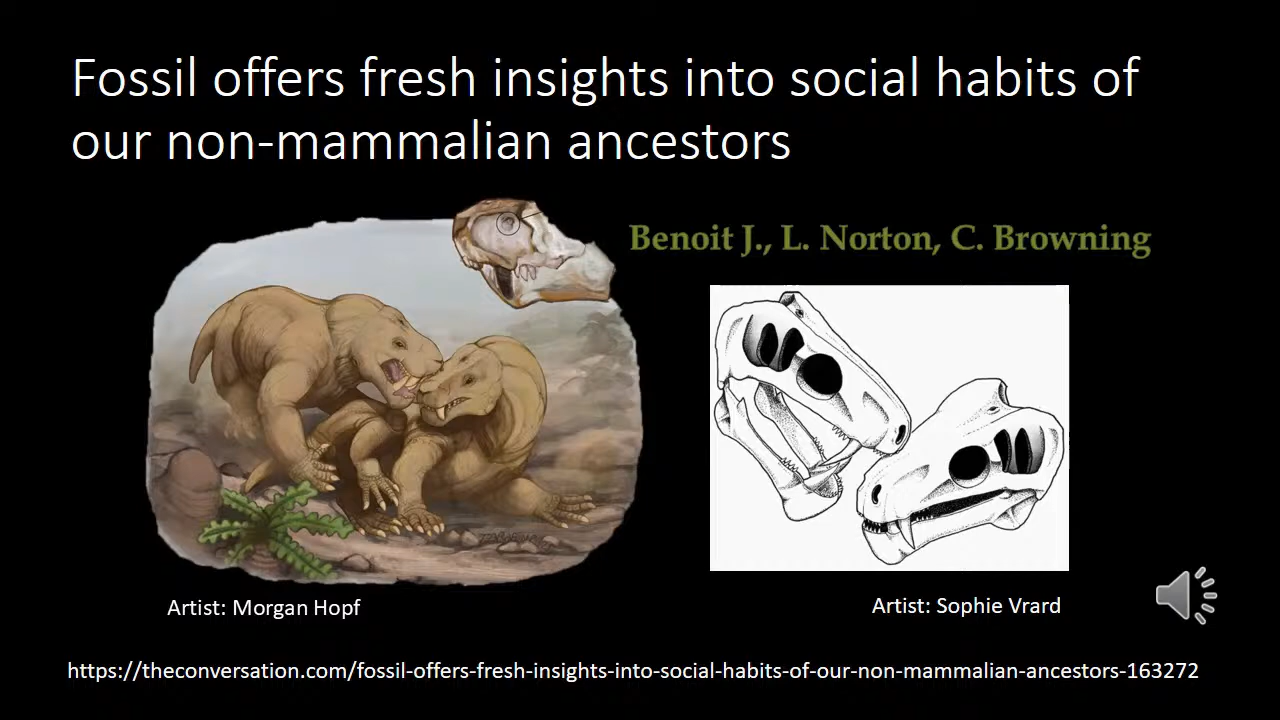 Fossil offers fresh insights into social habits of
our non-mammalian ancestors
Benoit J., L. Norton, C. Browning
Artist: Morgan Hopf
Artist: Sophie Vrard
https://theconversation.com/fossil-offers-fresh-insights-into-social-habits-of-our-non-mammalian-ancestors-163272